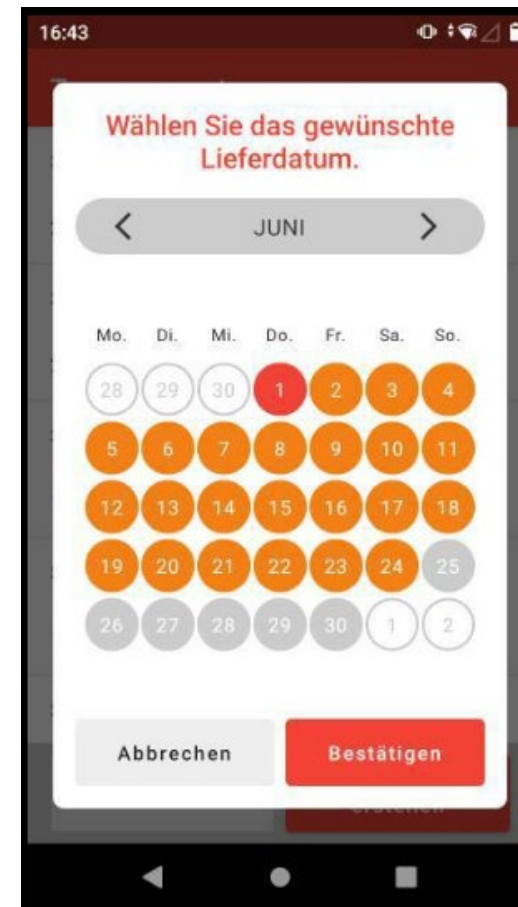 16:43
Wählen Sie das gewünschte
Lieferdatum.
JUNI
Mo. Di. Mi. Do. Fr. Sa. So.
28 29 30 1 2 3 4
5 6 7 8 9 10 11
12 13 14 15 16 17 18
19 20 21 22 23 24 25
26 27 28 29 30 1 2
Abbrechen Bestätigen